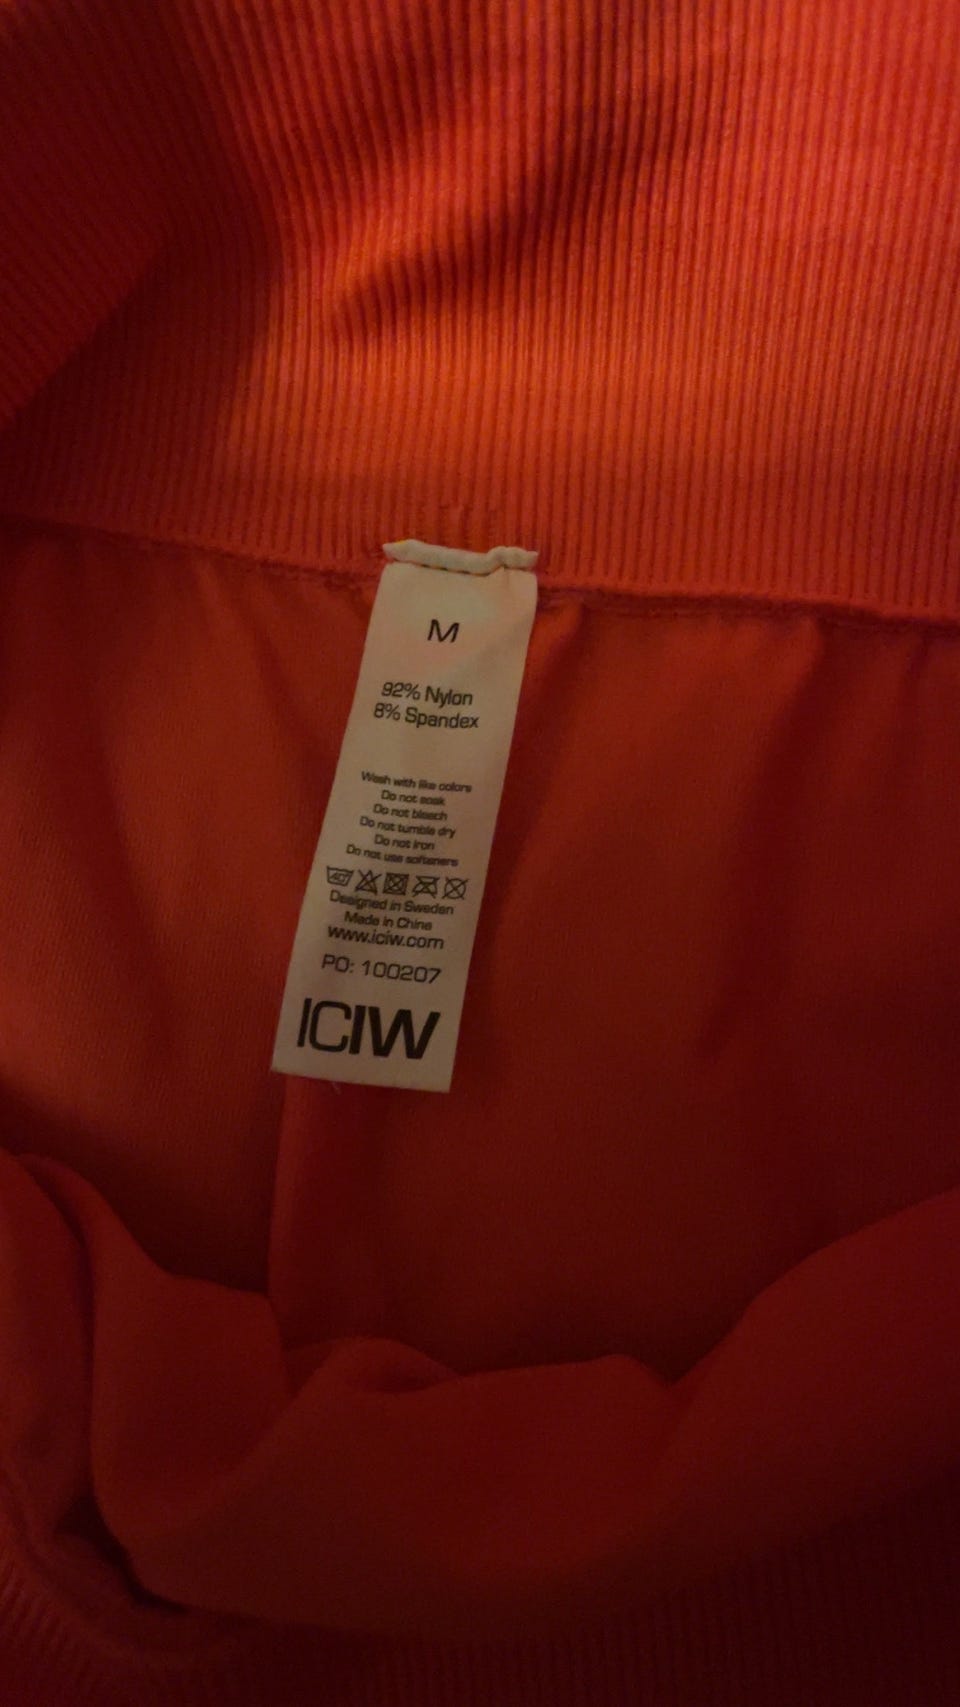 M
92% Nylon
8% Spandex
Wash with like colors
Do not soak
Do not bleach
Do not tumble dry
Do not iron
Do not use softeners
40
Designed in Sweden
Made in China
www.iciw.com
PO: 100207
ICIW